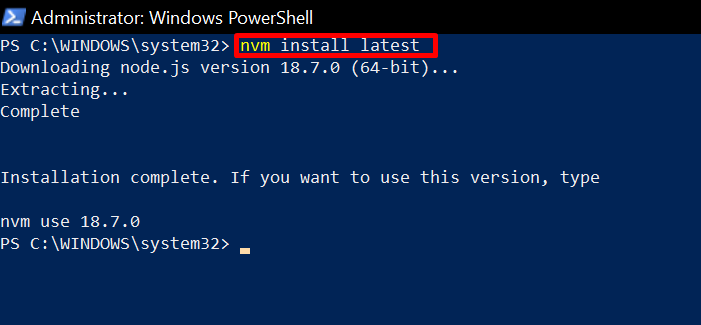 Administrator: Windows PowerShell
PS C:\WINDOWS\system32> nvm install latest
Downloading node.js version 18.7.0 (64-bit)...
Extracting...
Complete
Installation complete. If you want to use this version, type
nvm use 18.7.0
PS C:\WINDOWS\system32>